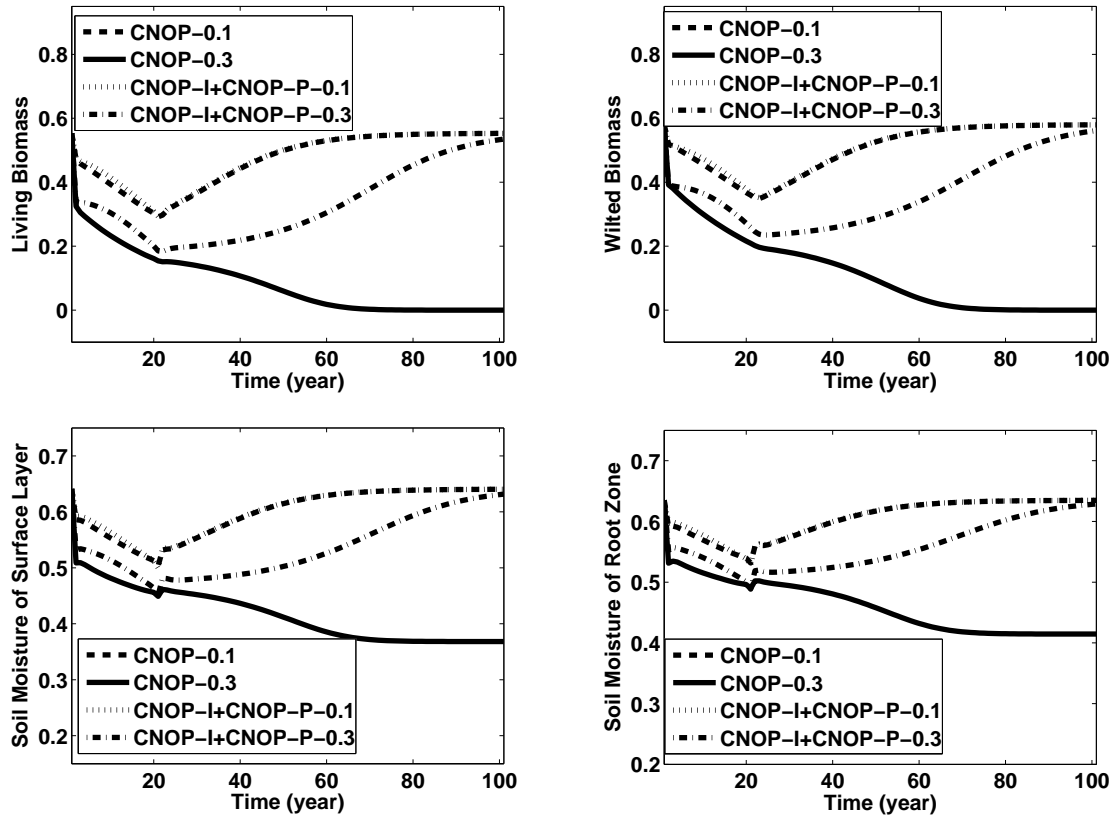 CNOP−0.1
CNOP−0.3
CNOP−I+CNOP−P−0.1
CNOP−I+CNOP−P−0.3
Living Biomass
0.8
0.6
0.4
0.2
0
20 40 60 80 100
Time (year)
CNOP−0.1
CNOP−0.3
CNOP−I+CNOP−P−0.1
CNOP−I+CNOP−P−0.3
Wilted Biomass
0.8
0.6
0.4
0.2
0
20 40 60 80 100
Time (year)
Soil Moisture of Surface Layer
0.7
0.6
0.5
0.4
0.3
0.2
CNOP−0.1
CNOP−0.3
CNOP−I+CNOP−P−0.1
CNOP−I+CNOP−P−0.3
20 40 60 80 100
Time (year)
Soil Moisture of Root Zone
0.7
0.6
0.5
0.4
0.3
0.2
CNOP−0.1
CNOP−0.3
CNOP−I+CNOP−P−0.1
CNOP−I+CNOP−P−0.3
20 40 60 80 100
Time (year)